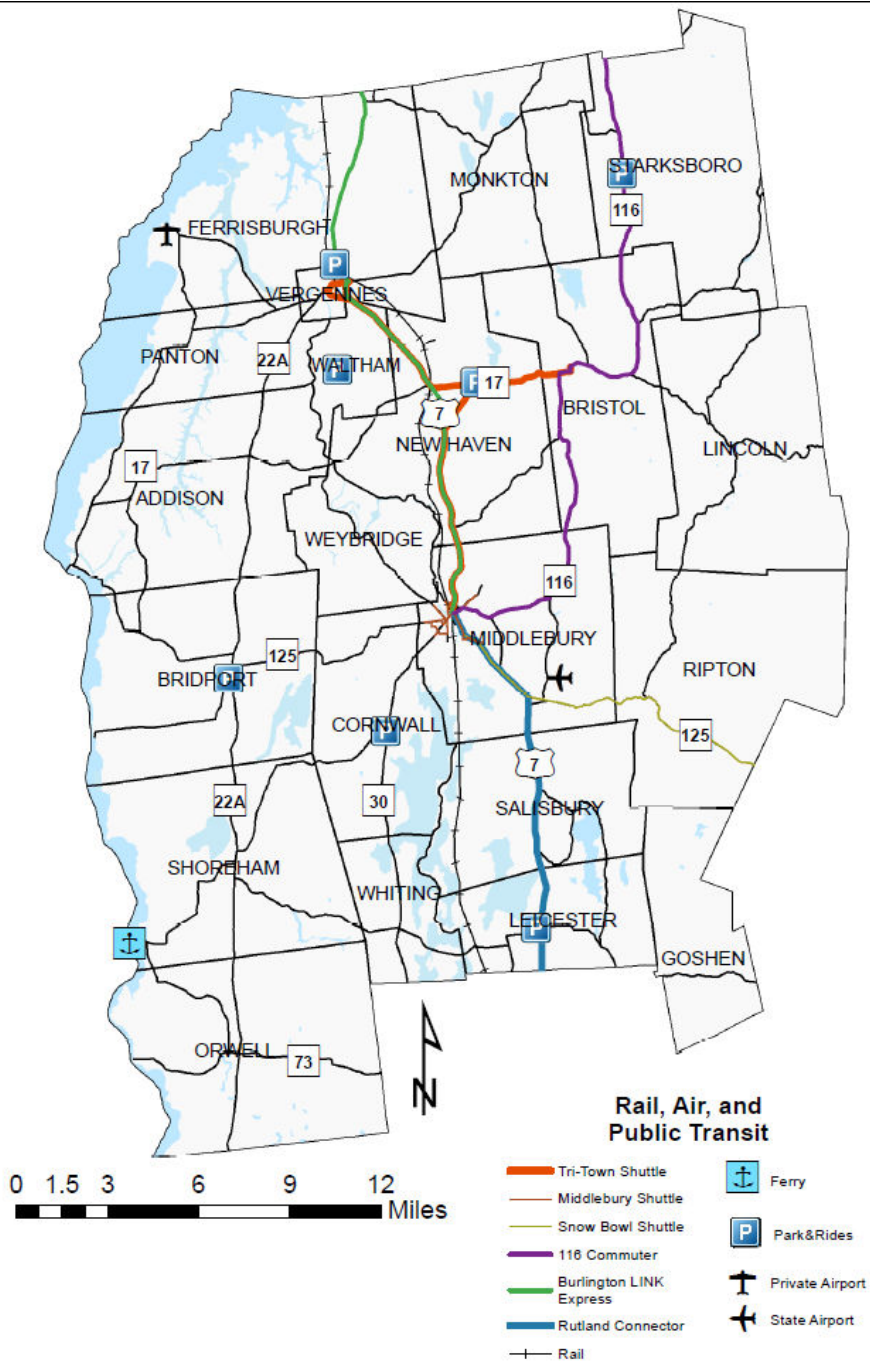 STARKSBORO
MONKTON
116
FERRISBURGH
P
VERGENNES
PANTON
22A
WALTHAM
P
17
BRISTOL
7
NEW HAVEN
LINCOLN
17
ADDISON
WEYBRIDGE
116
MIDDLEBURY
125
BRIDPORT
RIPTON
CORNWALL
P
125
7
22A
30
SALISBURY
SHOREHAM
WHITING
LEICESTER
P
GOSHEN
ORWELL
73
N
Rail, Air, and
Public Transit
Tri-Town Shuttle
Ferry
Middlebury Shuttle
Snow Bowl Shuttle
P
Park&Rides
116 Commuter
Private Airport
Burlington LINK
Express
State Airport
Rutland Connector
Rail
0 1.5 3 6 9 12
Miles